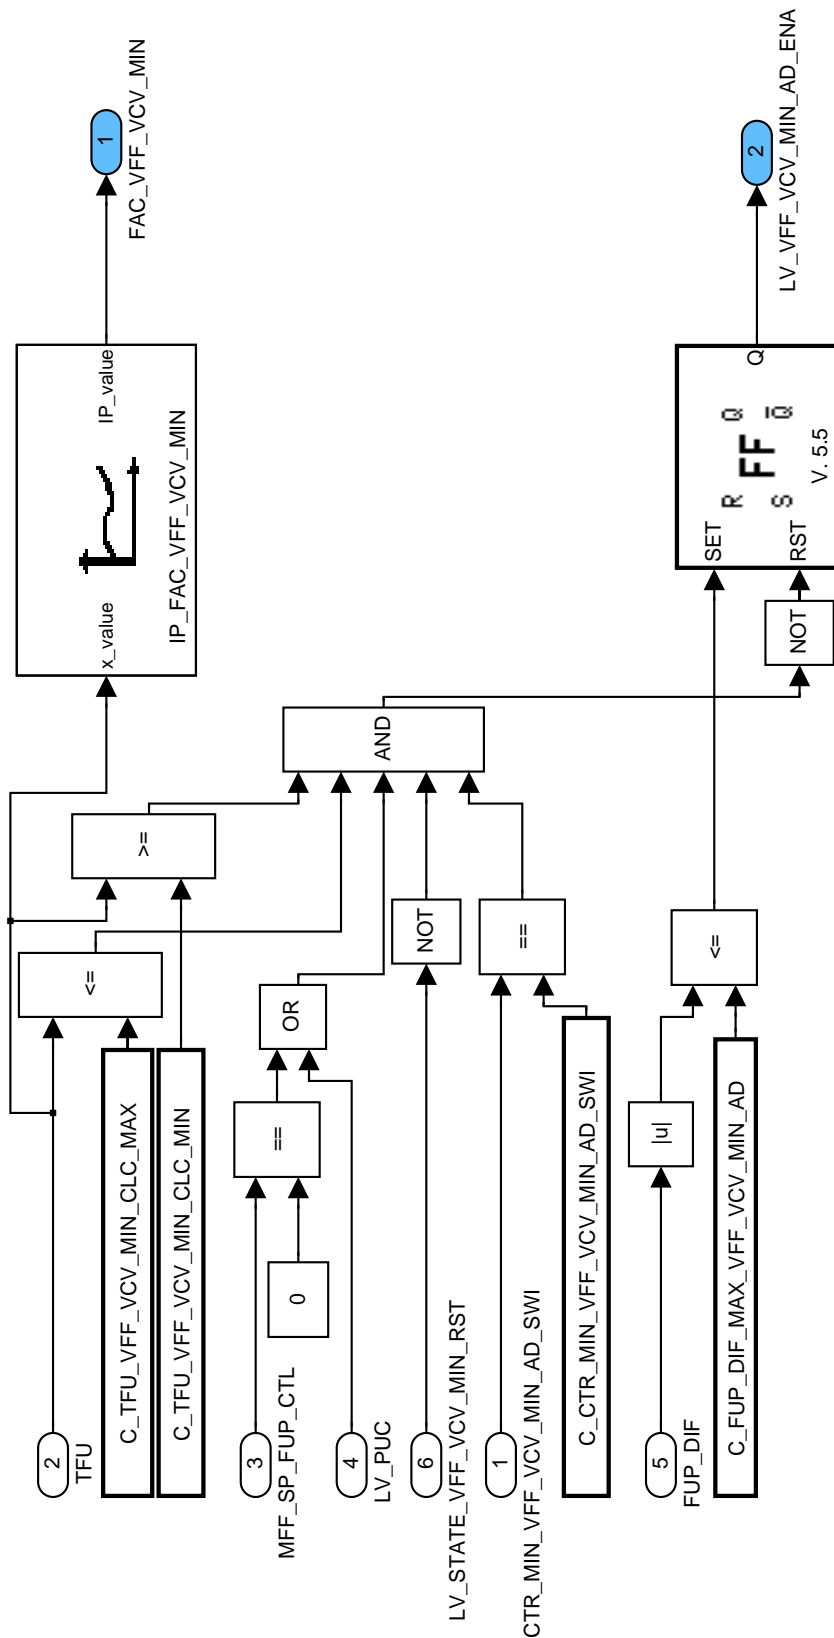 2
TFU
C_TFU_VFF_VCV_MIN_CLC_MAX
C_TFU_VFF_VCV_MIN_CLC_MIN
<=
>=
x_value
IP_value
IP_FAC_VFF_VCV_MIN
1
FAC_VFF_VCV_MIN
3
MFF_SP_FUP_CTL
0
==
OR
4
LV_PUC
6
LV_STATE_VFF_VCV_MIN_RST
NOT
AND
1
CTR_MIN_VFF_VCV_MIN_AD_SWI
C_CTR_MIN_VFF_VCV_MIN_AD_SWI
==
5
FUP_DIF
|u|
C_FUP_DIF_MAX_VFF_VCV_MIN_AD
<=
NOT
SET
RST
R Q
FF
S Q̅
V. 5.5
Q
2
LV_VFF_VCV_MIN_AD_ENA